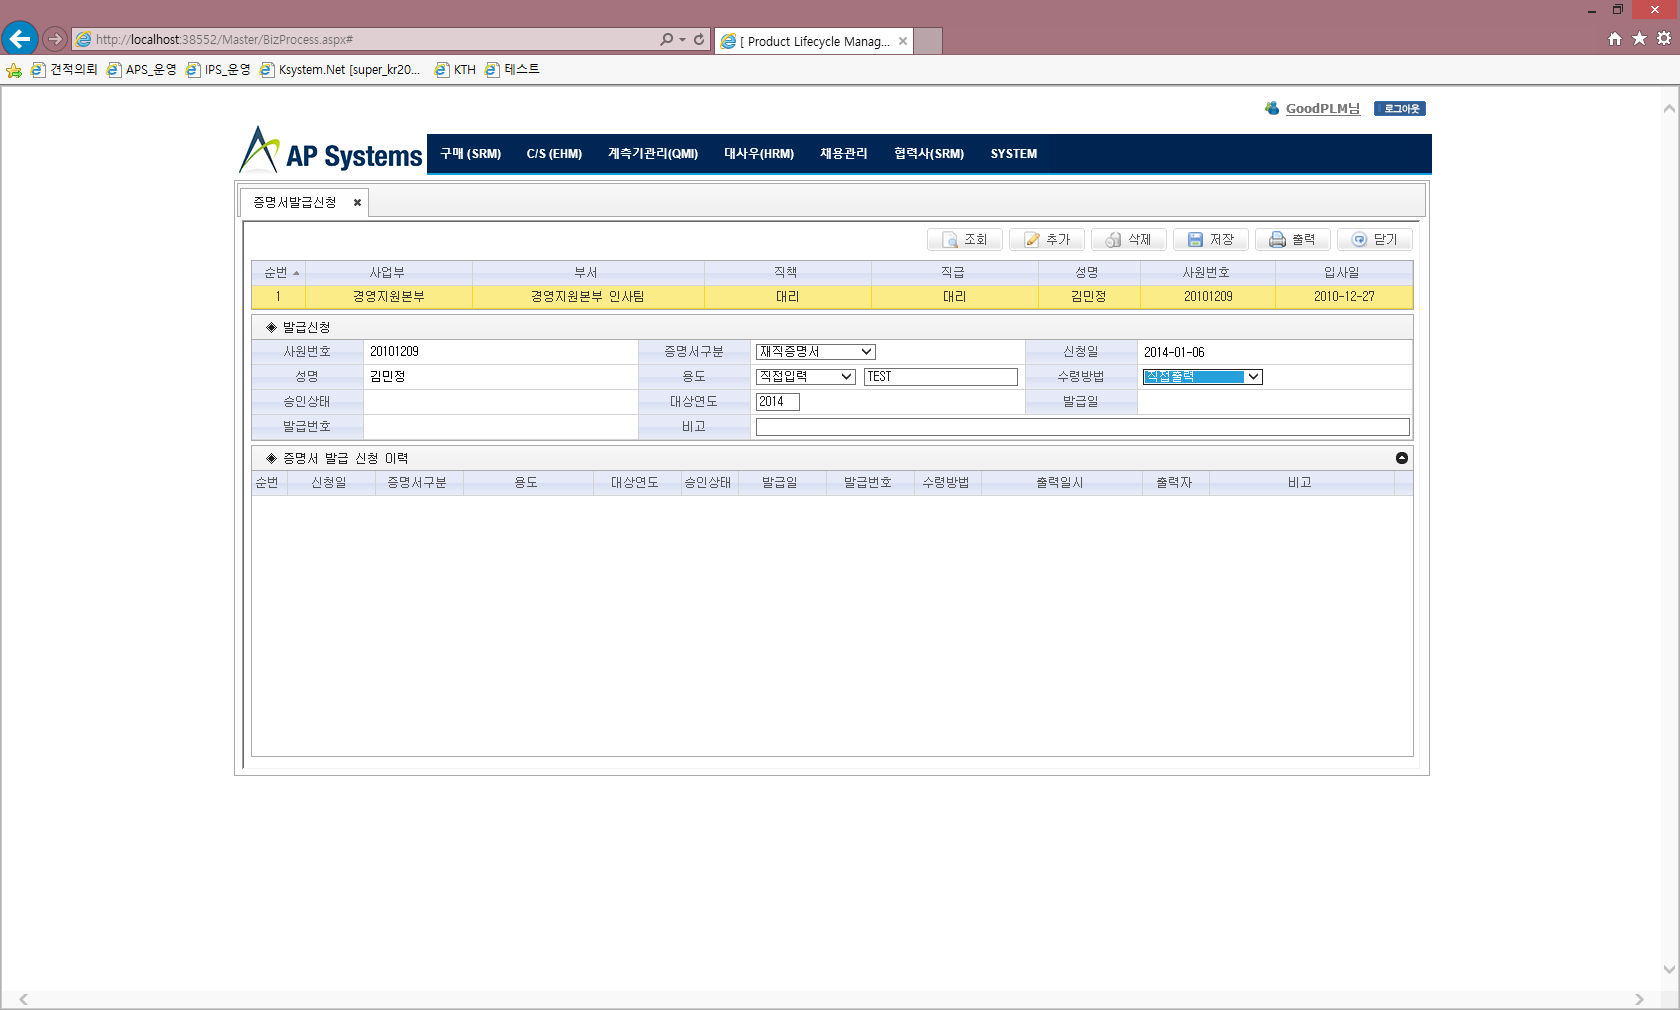 http://localhost:38552/Master/BizProcess.aspx#
[ Product Lifecycle Manag...
견적의뢰 APS_운영 IPS_운영 Ksystem.Net [super_kr20... KTH 테스트
GoodPLM님 로그아웃
AP Systems 구매 (SRM) C/S (EHM) 계측기관리(QMI) 대사우(HRM) 채용관리 협력사(SRM) SYSTEM
증명서발급신청
조회 추가 삭제 저장 출력 닫기
순번 사업부 부서 직책 직급 성명 사원번호 입사일
1 경영지원본부 경영지원본부 인사팀 대리 대리 김민정 20101209 2010-12-27
◈ 발급신청
사원번호 20101209 증명서구분 재직증명서 신청일 2014-01-06
성명 김민정 용도 직접입력 TEST 수령방법 직접출력
승인상태 대상연도 2014 발급일
발급번호 비고
◈ 증명서 발급 신청 이력
순번 신청일 증명서구분 용도 대상연도 승인상태 발급일 발급번호 수령방법 출력일시 출력자 비고